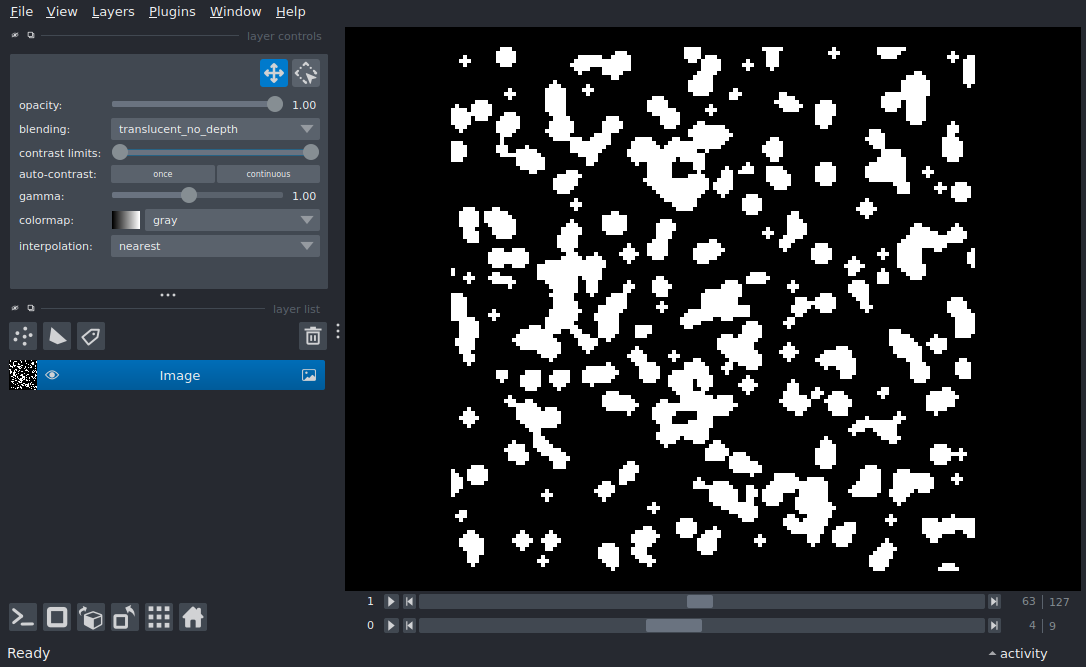 File View Layers Plugins Window Help
layer controls
opacity: 1.00
blending: translucent_no_depth
contrast limits:
auto-contrast: once continuous
gamma: 1.00
colormap: gray
interpolation: nearest
layer list
Image
1 63 127
0 4 9
Ready activity